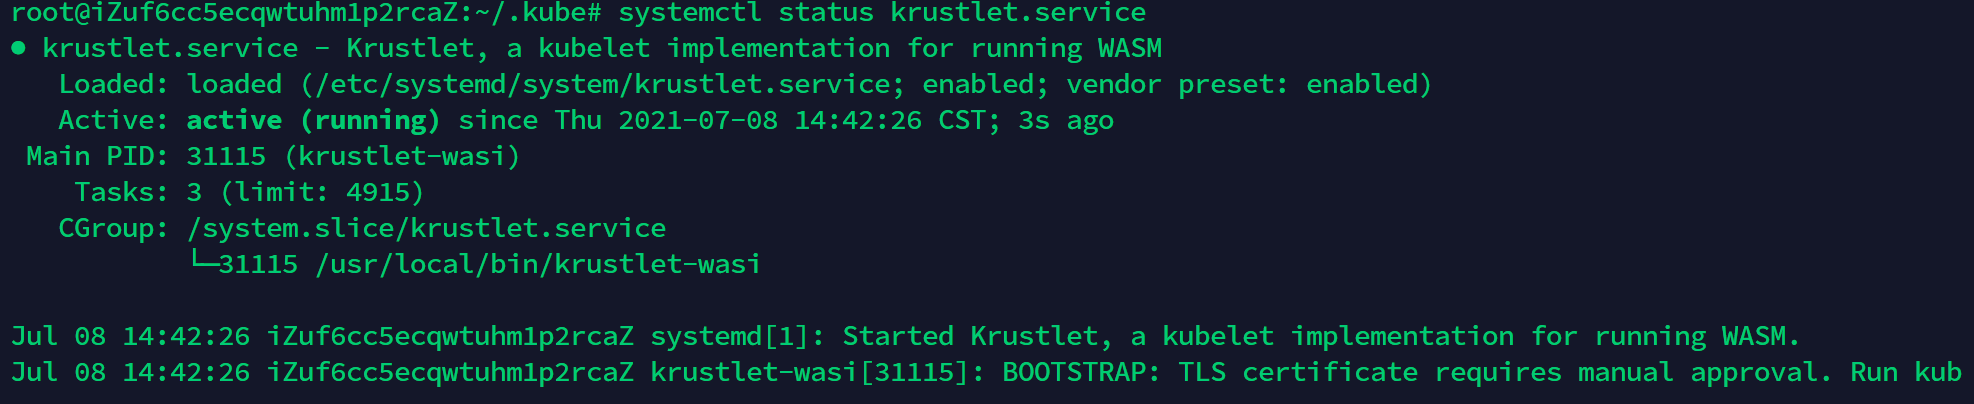 root@iZuf6cc5ecqwtuhm1p2rcaZ:~/.kube# systemctl status krustlet.service
● krustlet.service - Krustlet, a kubelet implementation for running WASM
   Loaded: loaded (/etc/systemd/system/krustlet.service; enabled; vendor preset: enabled)
   Active: active (running) since Thu 2021-07-08 14:42:26 CST; 3s ago
 Main PID: 31115 (krustlet-wasi)
    Tasks: 3 (limit: 4915)
   CGroup: /system.slice/krustlet.service
           └─31115 /usr/local/bin/krustlet-wasi
Jul 08 14:42:26 iZuf6cc5ecqwtuhm1p2rcaZ systemd[1]: Started Krustlet, a kubelet implementation for running WASM.
Jul 08 14:42:26 iZuf6cc5ecqwtuhm1p2rcaZ krustlet-wasi[31115]: BOOTSTRAP: TLS certificate requires manual approval. Run kub